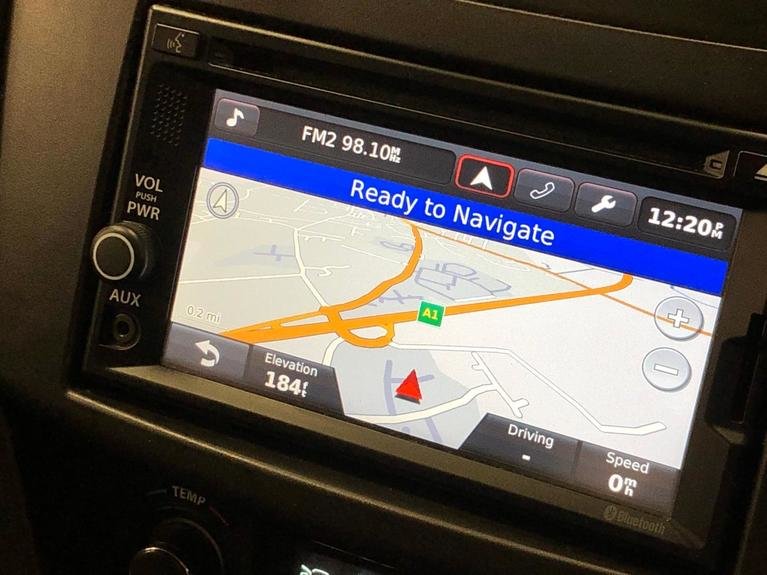 FM2 98.10MHz
12:20PM
Ready to Navigate
VOL
PUSH
PWR
AUX
A1
0.2 mi
Elevation
184ft
Driving
-
Speed
0mh
Bluetooth
TEMP